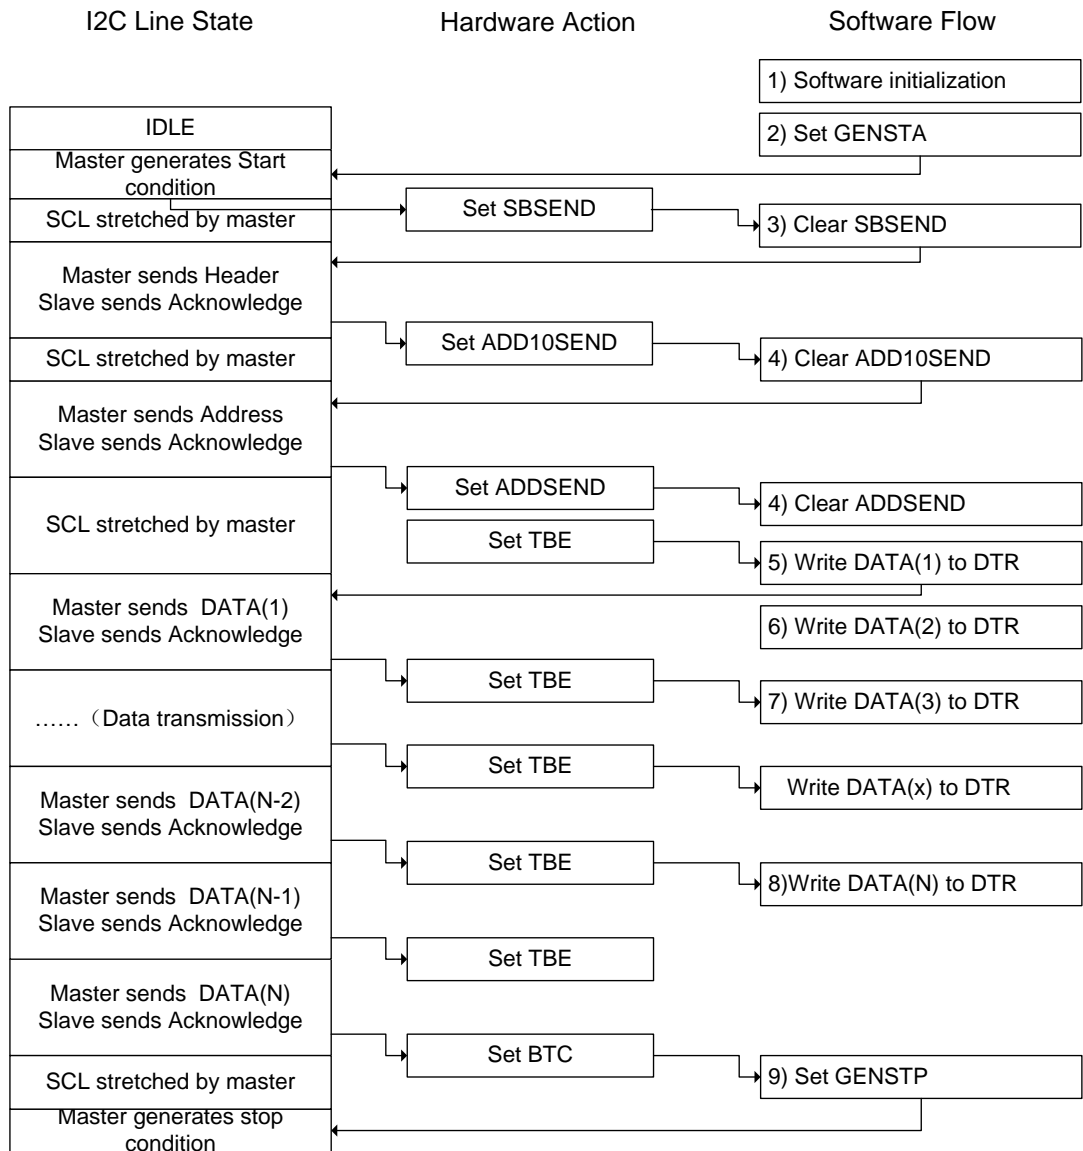 I2C Line State
Hardware Action
Software Flow
1) Software initialization
IDLE
2) Set GENSTA
Master generates Start
condition
Set SBSEND
SCL stretched by master
3) Clear SBSEND
Master sends Header
Slave sends Acknowledge
Set ADD10SEND
SCL stretched by master
4) Clear ADD10SEND
Master sends Address
Slave sends Acknowledge
Set ADDSEND
4) Clear ADDSEND
SCL stretched by master
Set TBE
5) Write DATA(1) to DTR
Master sends DATA(1)
Slave sends Acknowledge
6) Write DATA(2) to DTR
Set TBE
7) Write DATA(3) to DTR
……（Data transmission）
Set TBE
Write DATA(x) to DTR
Master sends DATA(N-2)
Slave sends Acknowledge
Set TBE
8)Write DATA(N) to DTR
Master sends DATA(N-1)
Slave sends Acknowledge
Set TBE
Master sends DATA(N)
Slave sends Acknowledge
Set BTC
SCL stretched by master
9) Set GENSTP
Master generates stop
condition